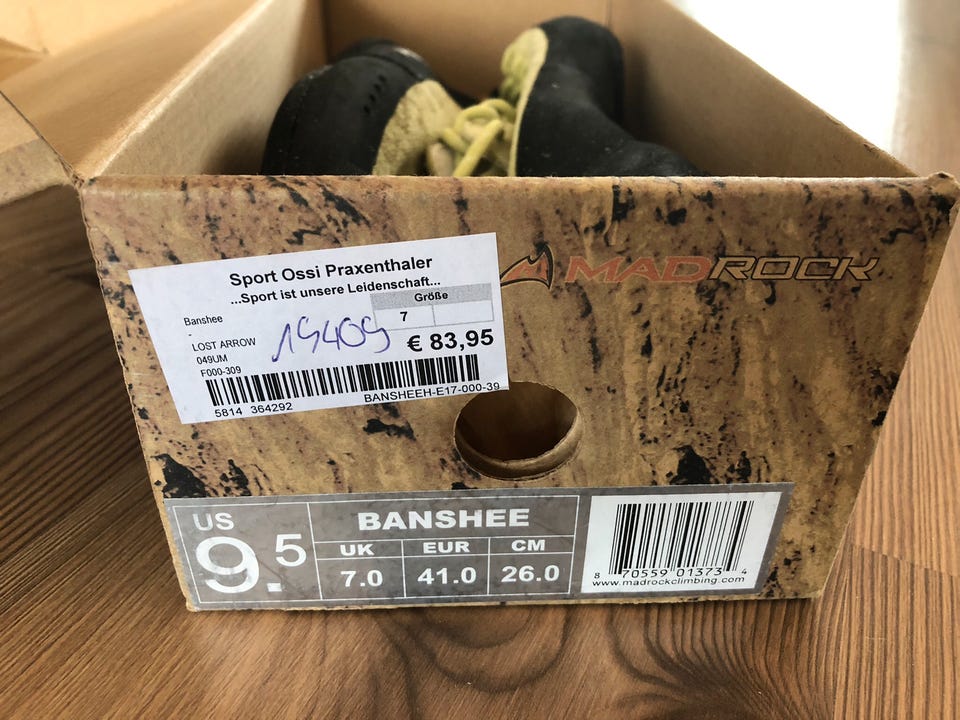 Sport Ossi Praxenthaler
...Sport ist unsere Leidenschaft...
Größe
7
Banshee
-
LOST ARROW
049UM
F000-309
€ 83,95
BANSHEEH-E17-000-39
5814 364292
MADROCK
US
9.5
BANSHEE
UK EUR CM
7.0 41.0 26.0
8 70559 01373 4
www.madrockclimbing.com